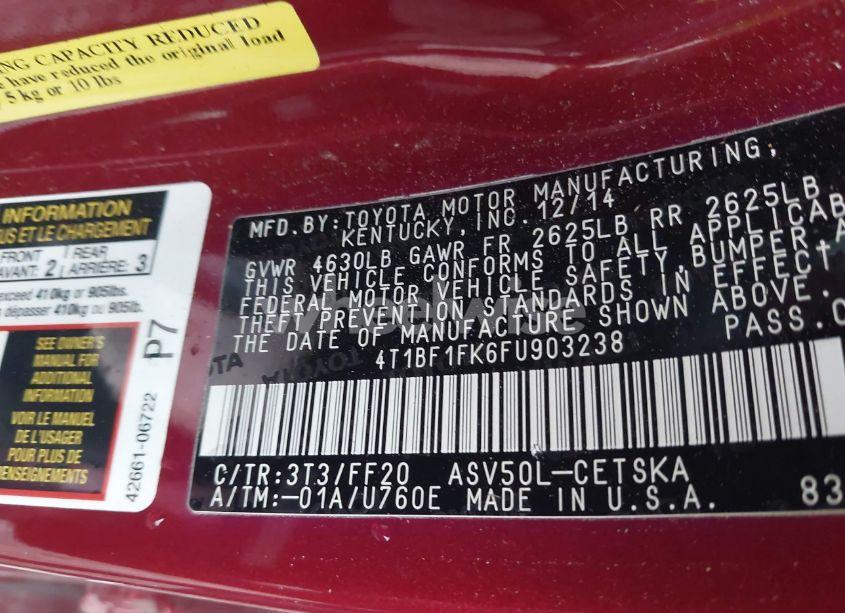 NG CAPACITY REDUCED
have reduced the original load
5 kg or 10 lbs
INFORMATION
US ET LE CHARGEMENT
FRONT
AVANT: 2
REAR
ARRIÈRE: 3
exceed 410kg or 905lbs.
dépasser 410kg ou 905lb.
SEE OWNER'S
MANUAL FOR
ADDITIONAL
INFORMATION
VOIR LE MANUEL
DE L'USAGER
POUR PLUS DE
RENSEIGNEMENTS
P7
42661-06722
MFD.BY: TOYOTA MOTOR MANUFACTURING,
KENTUCKY, INC. 12/14
GVWR 4630LB GAWR FR 2625LB RR 2625LB
THIS VEHICLE CONFORMS TO ALL APPLICAB
FEDERAL MOTOR VEHICLE SAFETY, BUMPER, A
THEFT PREVENTION STANDARDS IN EFFECT
THE DATE OF MANUFACTURE SHOWN ABOVE.
4T1BF1FK6FU903238
PASS.C
C/TR:3T3/FF20 ASV50L-CETSKA
A/TM:-01A/U760E MADE IN U.S.A. 83